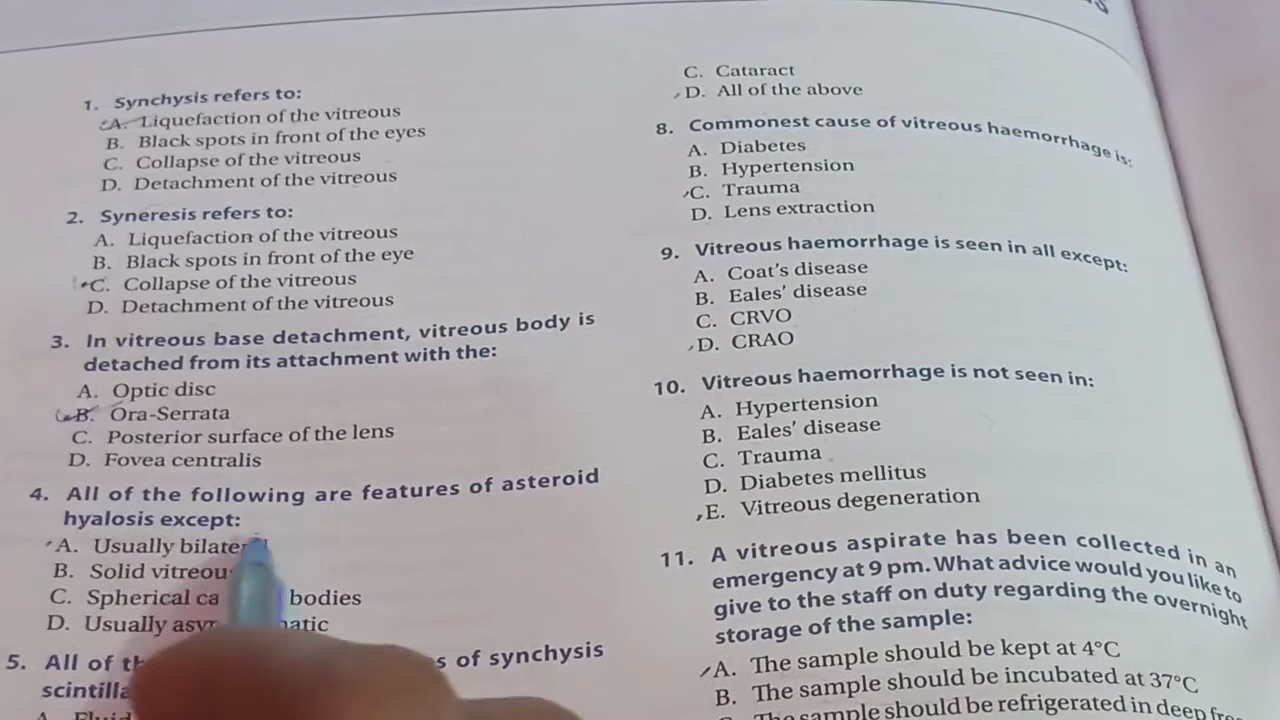 1. Synchysis refers to:
A. Liquefaction of the vitreous
B. Black spots in front of the eyes
C. Collapse of the vitreous
D. Detachment of the vitreous
2. Syneresis refers to:
A. Liquefaction of the vitreous
B. Black spots in front of the eye
C. Collapse of the vitreous
D. Detachment of the vitreous
3. In vitreous base detachment, vitreous body is
detached from its attachment with the:
A. Optic disc
B. Ora-Serrata
C. Posterior surface of the lens
D. Fovea centralis
4. All of the following are features of asteroid
hyalosis except:
A. Usually
B. Solid
C. Spherical bodies
D. Usually
5. All of synchysis
A.
C. Cataract
D. All of the above
8. Commonest cause of vitreous haemorrhage is:
A. Diabetes
B. Hypertension
C. Trauma
D. Lens extraction
9. Vitreous haemorrhage is seen in all except:
A. Coat's disease
B. Eales' disease
C. CRVO
D. CRAO
10. Vitreous haemorrhage is not seen in:
A. Hypertension
B. Eales' disease
C. Trauma
D. Diabetes mellitus
E. Vitreous degeneration
11. A vitreous aspirate has been collected in an
emergency at 9 pm. What advice would you like to
give to the staff on duty regarding the overnight
storage of the sample:
A. The sample should be kept at 4°C
B. The sample should be incubated at 37°C
The sample should be refrigerated in deep